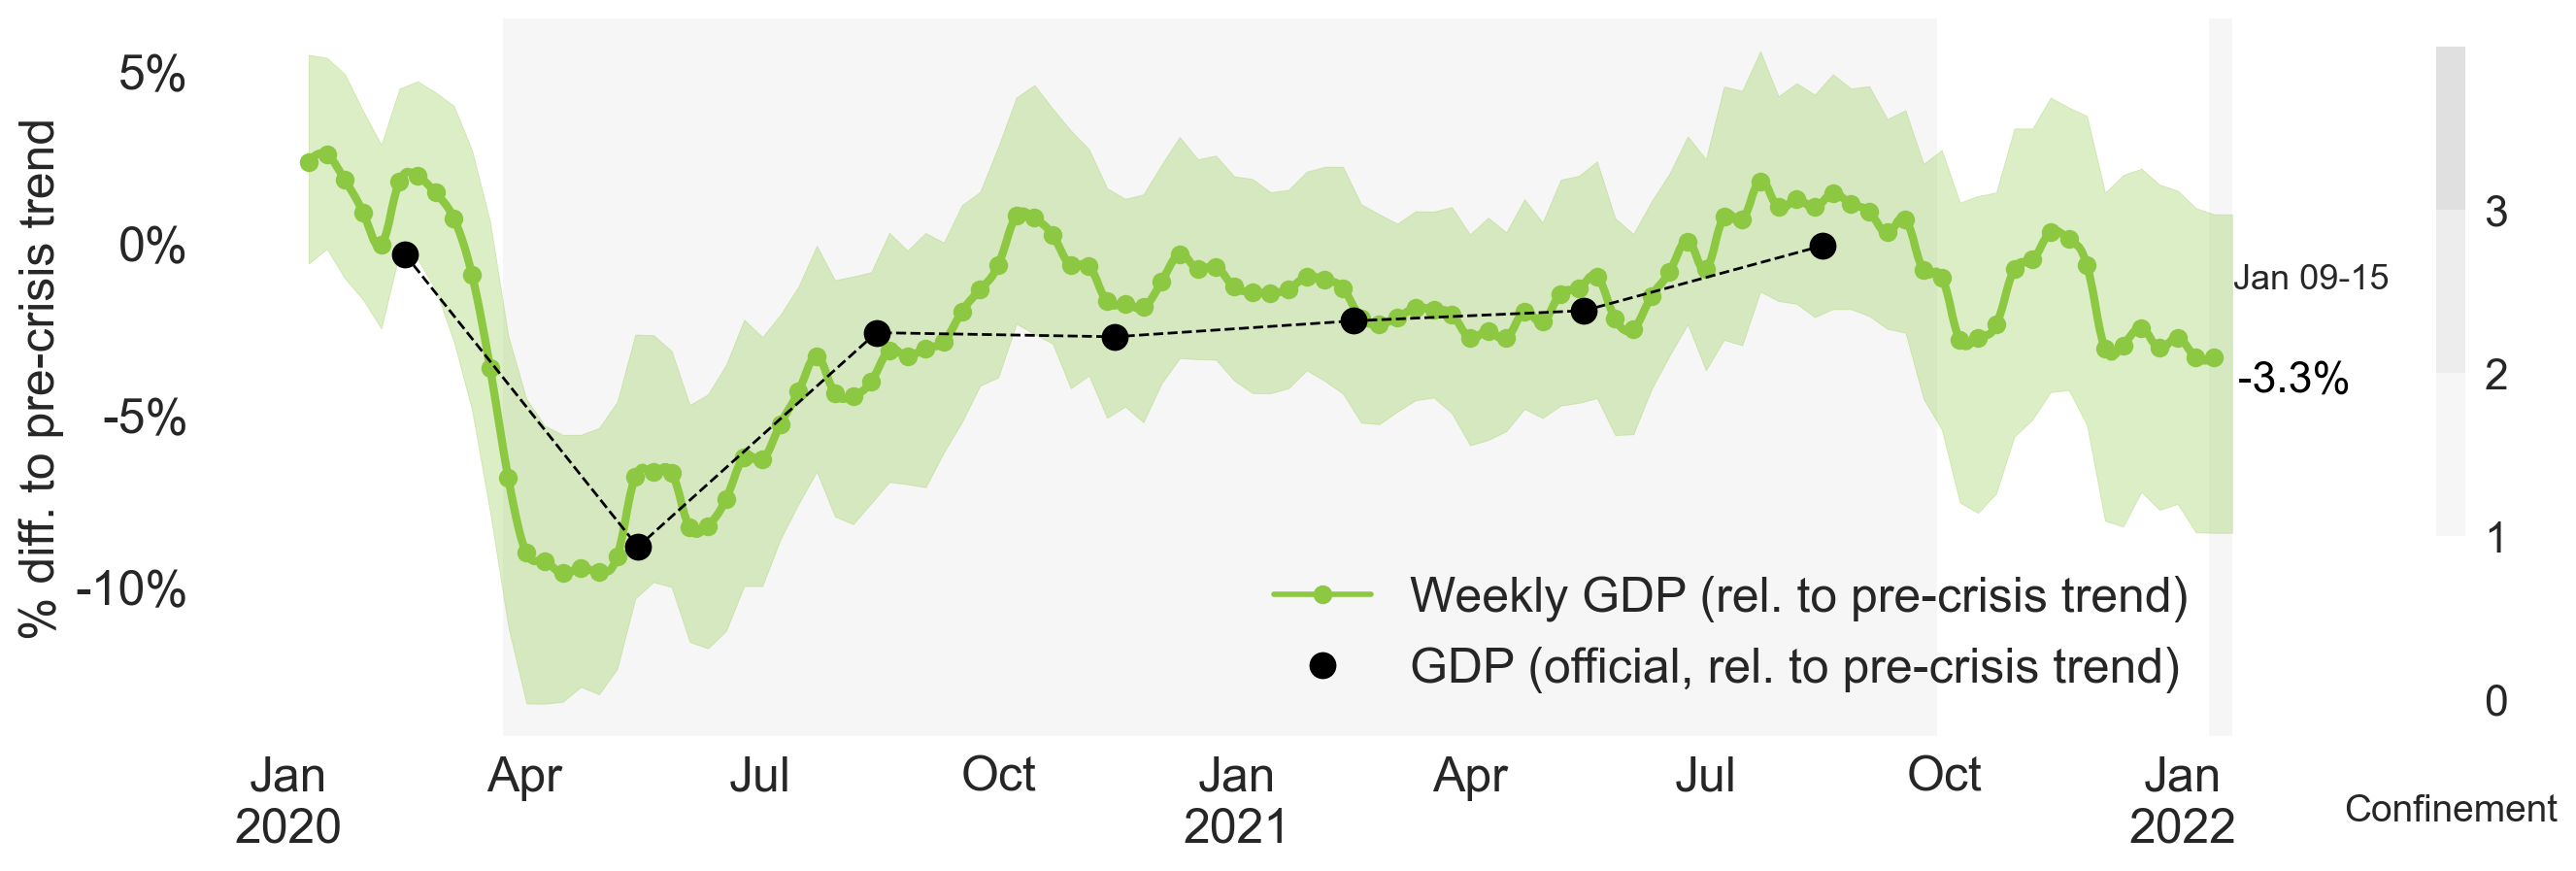 % diff. to pre-crisis trend
5%
0%
-5%
-10%
Jan 09-15
-3.3%
Weekly GDP (rel. to pre-crisis trend)
GDP (official, rel. to pre-crisis trend)
Jan Apr Jul Oct Jan Apr Jul Oct Jan
2020 2021 2022
3
2
1
0
Confinement